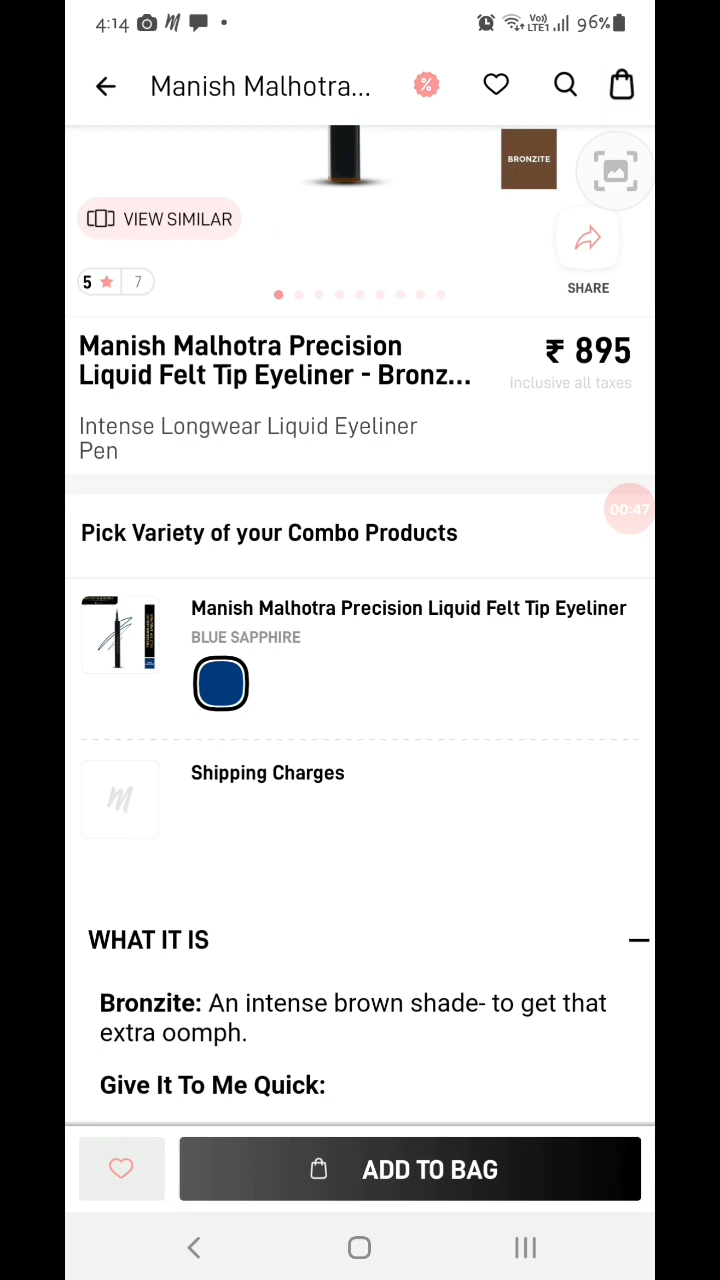 4:14
Vo))
LTE1
96%
Manish Malhotra...
%
BRONZITE
VIEW SIMILAR
5 ★ 7
SHARE
Manish Malhotra Precision
Liquid Felt Tip Eyeliner - Bronz...
₹ 895
Inclusive all taxes
Intense Longwear Liquid Eyeliner
Pen
00:47
Pick Variety of your Combo Products
Manish Malhotra Precision Liquid Felt Tip Eyeliner
BLUE SAPPHIRE
Shipping Charges
WHAT IT IS
Bronzite: An intense brown shade- to get that
extra oomph.
Give It To Me Quick:
ADD TO BAG